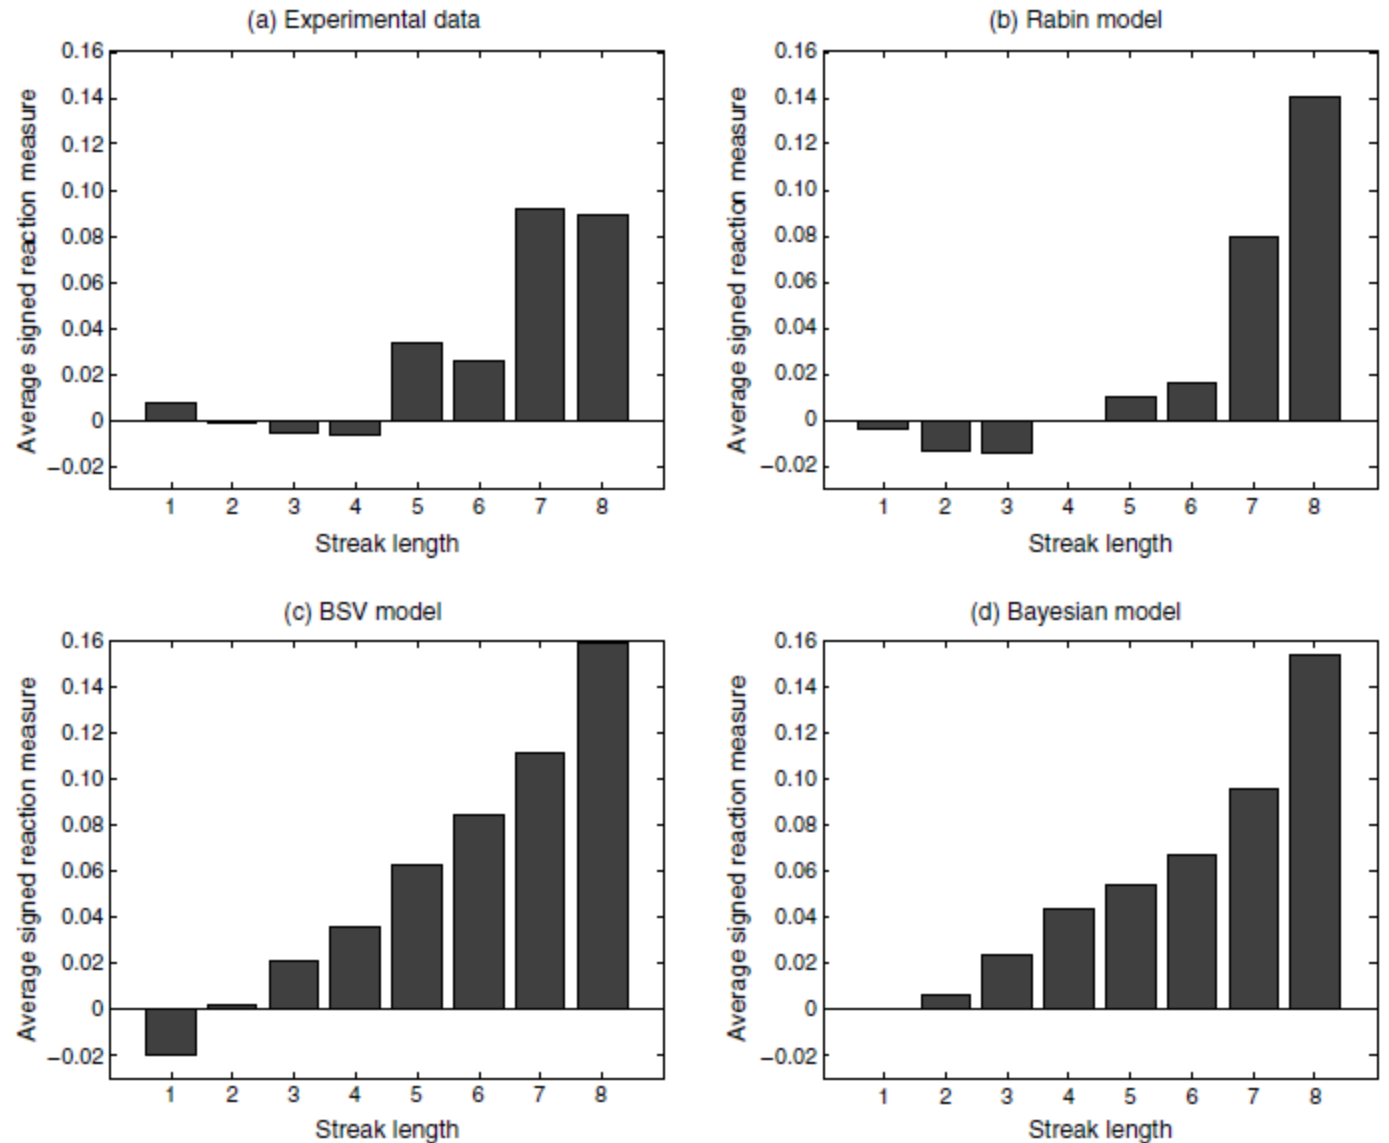 (a) Experimental data
Average signed reaction measure
0.16
0.14
0.12
0.10
0.08
0.06
0.04
0.02
0
−0.02
1 2 3 4 5 6 7 8
Streak length
(b) Rabin model
Average signed reaction measure
0.16
0.14
0.12
0.10
0.08
0.06
0.04
0.02
0
−0.02
1 2 3 4 5 6 7 8
Streak length
(c) BSV model
Average signed reaction measure
0.16
0.14
0.12
0.10
0.08
0.06
0.04
0.02
0
−0.02
1 2 3 4 5 6 7 8
Streak length
(d) Bayesian model
Average signed reaction measure
0.16
0.14
0.12
0.10
0.08
0.06
0.04
0.02
0
−0.02
1 2 3 4 5 6 7 8
Streak length